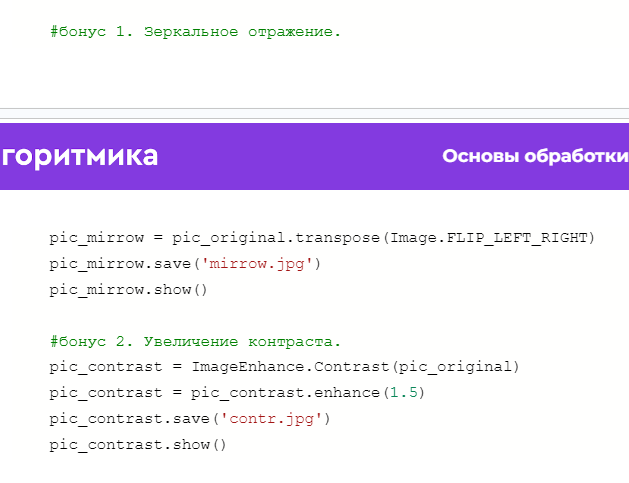 #бонус 1. Зеркальное отражение.
горитмика
Основы обработки
pic_mirrow = pic_original.transpose(Image.FLIP_LEFT_RIGHT)
pic_mirrow.save('mirrow.jpg')
pic_mirrow.show()
#бонус 2. Увеличение контраста.
pic_contrast = ImageEnhance.Contrast(pic_original)
pic_contrast = pic_contrast.enhance(1.5)
pic_contrast.save('contr.jpg')
pic_contrast.show()